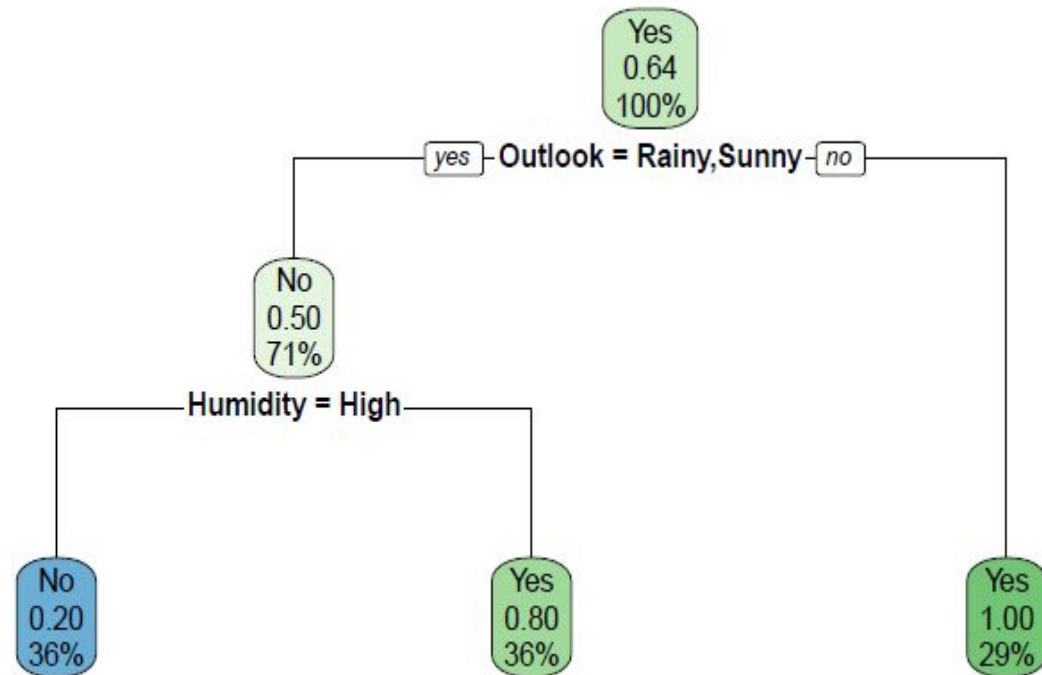 Yes
0.64
100%
yes Outlook = Rainy,Sunny no
No
0.50
71%
Humidity = High
No
0.20
36%
Yes
0.80
36%
Yes
1.00
29%